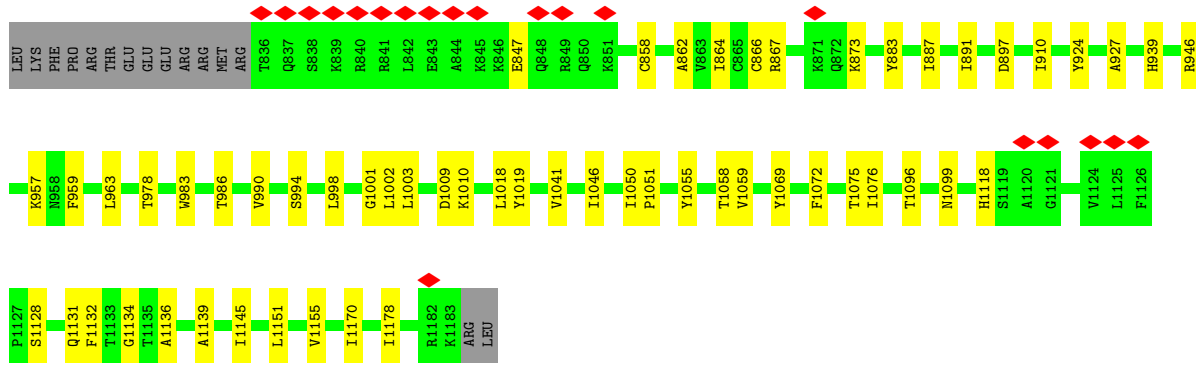 LEU LYS PHE PRO ARG THR GLU GLU GLU ARG ARG MET ARG T836 Q837 S838 K839 R840 R841 L842 E843 A844 K845 K846 E847 Q848 R849 Q850 K851 C858 A862 V863 I864 C865 C866 R867 K871 Q872 K873 Y883 I887 I891 D897 I910 Y924 A927 H939 R946
K957 N958 F959 L963 T978 W983 T986 V990 S994 L998 G1001 L1002 L1003 D1009 K1010 L1018 Y1019 V1041 I1046 I1050 P1051 Y1055 T1058 V1059 Y1069 F1072 T1075 I1076 T1096 N1099 H1118 S1119 A1120 G1121 V1124 L1125 F1126
P1127 S1128 Q1131 F1132 T1133 G1134 T1135 A1136 A1139 I1145 L1151 V1155 I1170 I1178 R1182 K1183 ARG LEU